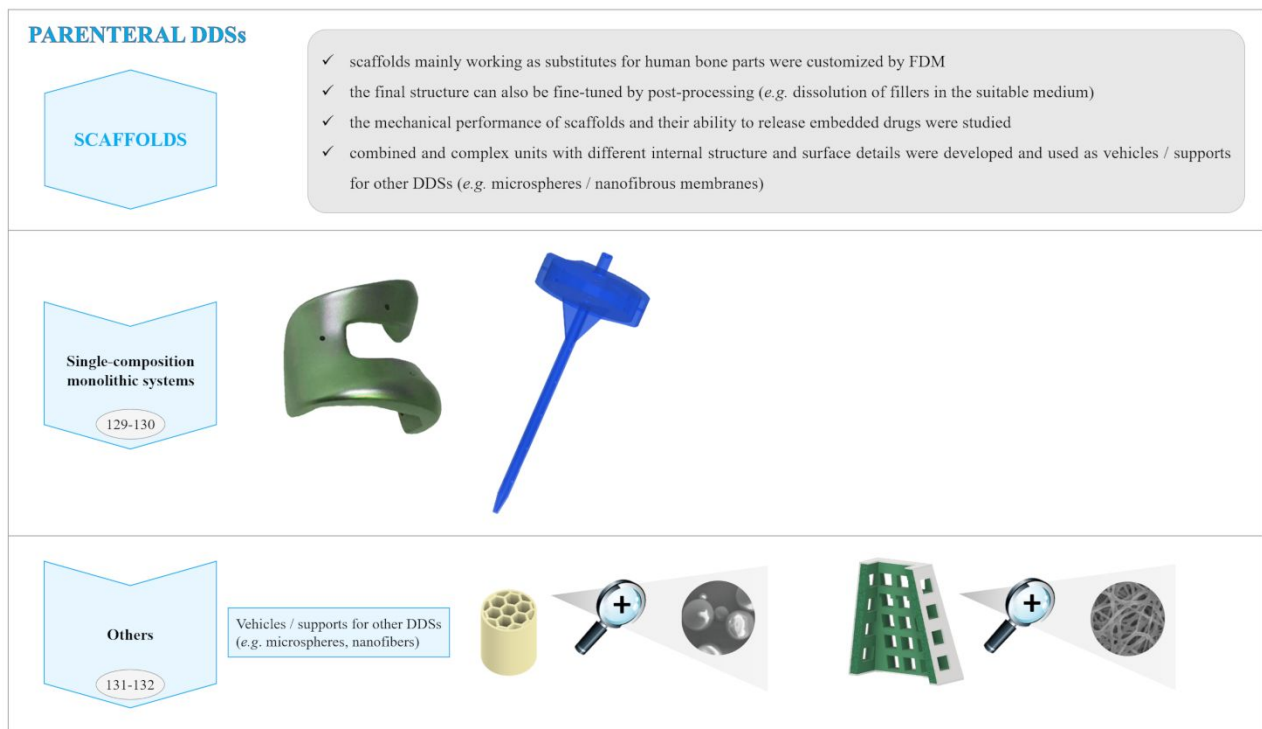 PARENTERAL DDSs
SCAFFOLDS
✓ scaffolds mainly working as substitutes for human bone parts were customized by FDM
✓ the final structure can also be fine-tuned by post-processing (e.g. dissolution of fillers in the suitable medium)
✓ the mechanical performance of scaffolds and their ability to release embedded drugs were studied
✓ combined and complex units with different internal structure and surface details were developed and used as vehicles / supports
for other DDSs (e.g. microspheres / nanofibrous membranes)
Single-composition
monolithic systems
129-130
Others
131-132
Vehicles / supports for other DDSs
(e.g. microspheres, nanofibers)
+
+